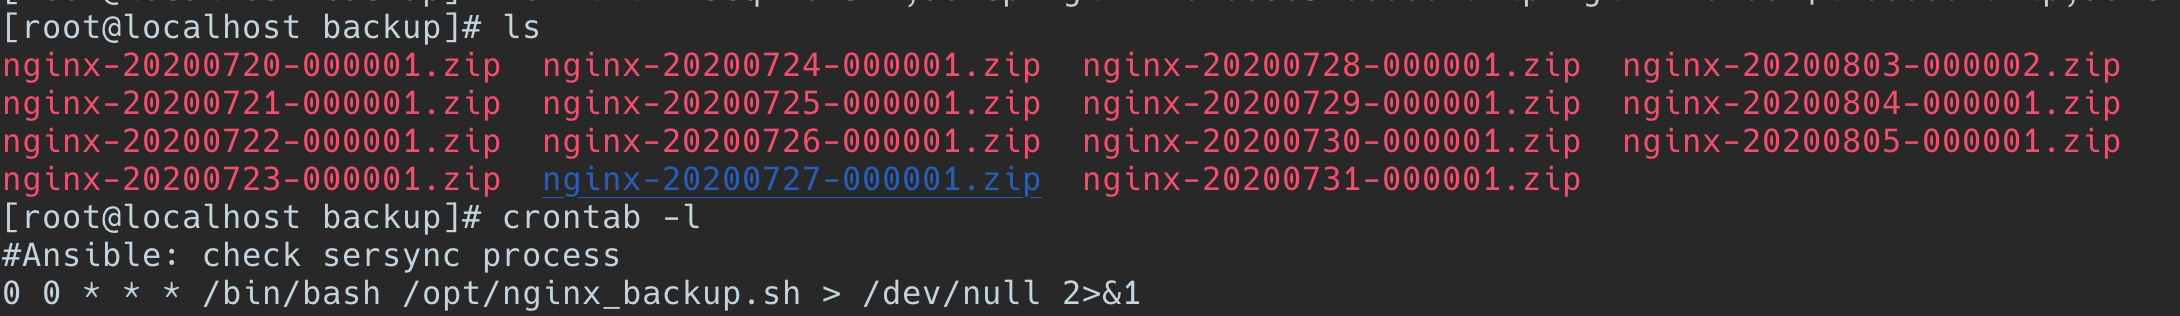 [root@localhost backup]# ls
nginx-20200720-000001.zip  nginx-20200724-000001.zip  nginx-20200728-000001.zip  nginx-20200803-000002.zip
nginx-20200721-000001.zip  nginx-20200725-000001.zip  nginx-20200729-000001.zip  nginx-20200804-000001.zip
nginx-20200722-000001.zip  nginx-20200726-000001.zip  nginx-20200730-000001.zip  nginx-20200805-000001.zip
nginx-20200723-000001.zip  nginx-20200727-000001.zip  nginx-20200731-000001.zip
[root@localhost backup]# crontab -l
#Ansible: check sersync process
0 0 * * * /bin/bash /opt/nginx_backup.sh > /dev/null 2>&1